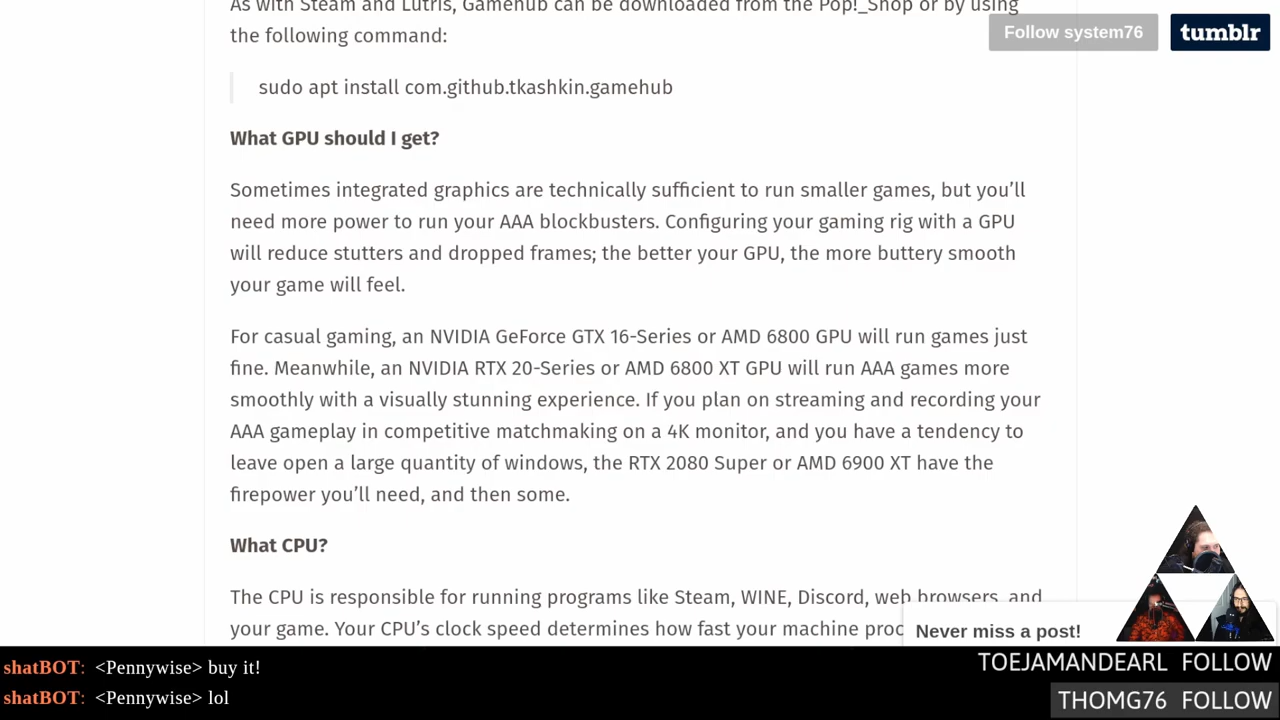 As with Steam and Lutris, Gamehub can be downloaded from the Pop!_Shop or by using
the following command:
Follow system76
tumblr
sudo apt install com.github.tkashkin.gamehub
What GPU should I get?
Sometimes integrated graphics are technically sufficient to run smaller games, but you’ll
need more power to run your AAA blockbusters. Configuring your gaming rig with a GPU
will reduce stutters and dropped frames; the better your GPU, the more buttery smooth
your game will feel.
For casual gaming, an NVIDIA GeForce GTX 16-Series or AMD 6800 GPU will run games just
fine. Meanwhile, an NVIDIA RTX 20-Series or AMD 6800 XT GPU will run AAA games more
smoothly with a visually stunning experience. If you plan on streaming and recording your
AAA gameplay in competitive matchmaking on a 4K monitor, and you have a tendency to
leave open a large quantity of windows, the RTX 2080 Super or AMD 6900 XT have the
firepower you’ll need, and then some.
What CPU?
The CPU is responsible for running programs like Steam, WINE, Discord, web browsers, and
your game. Your CPU’s clock speed determines how fast your machine proc
Never miss a post!
shatBOT: <Pennywise> buy it!
shatBOT: <Pennywise> lol
TOEJAMANDEARL FOLLOW
THOMG76 FOLLOW